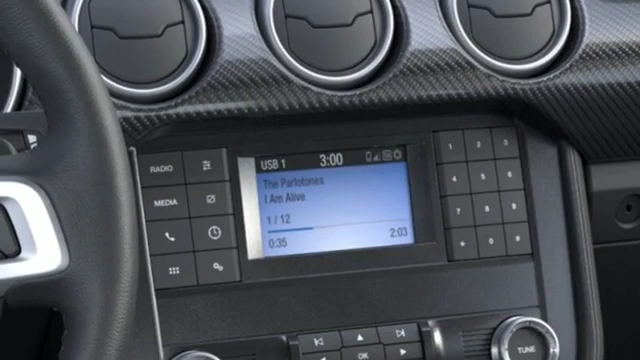 RADIO
MEDIA
USB 1 3:00
The Parlotones
I Am Alive
1 / 12
0:35 2:03
1 2 3
4 5 6
7 8 9
* 0 #
OK
TUNE